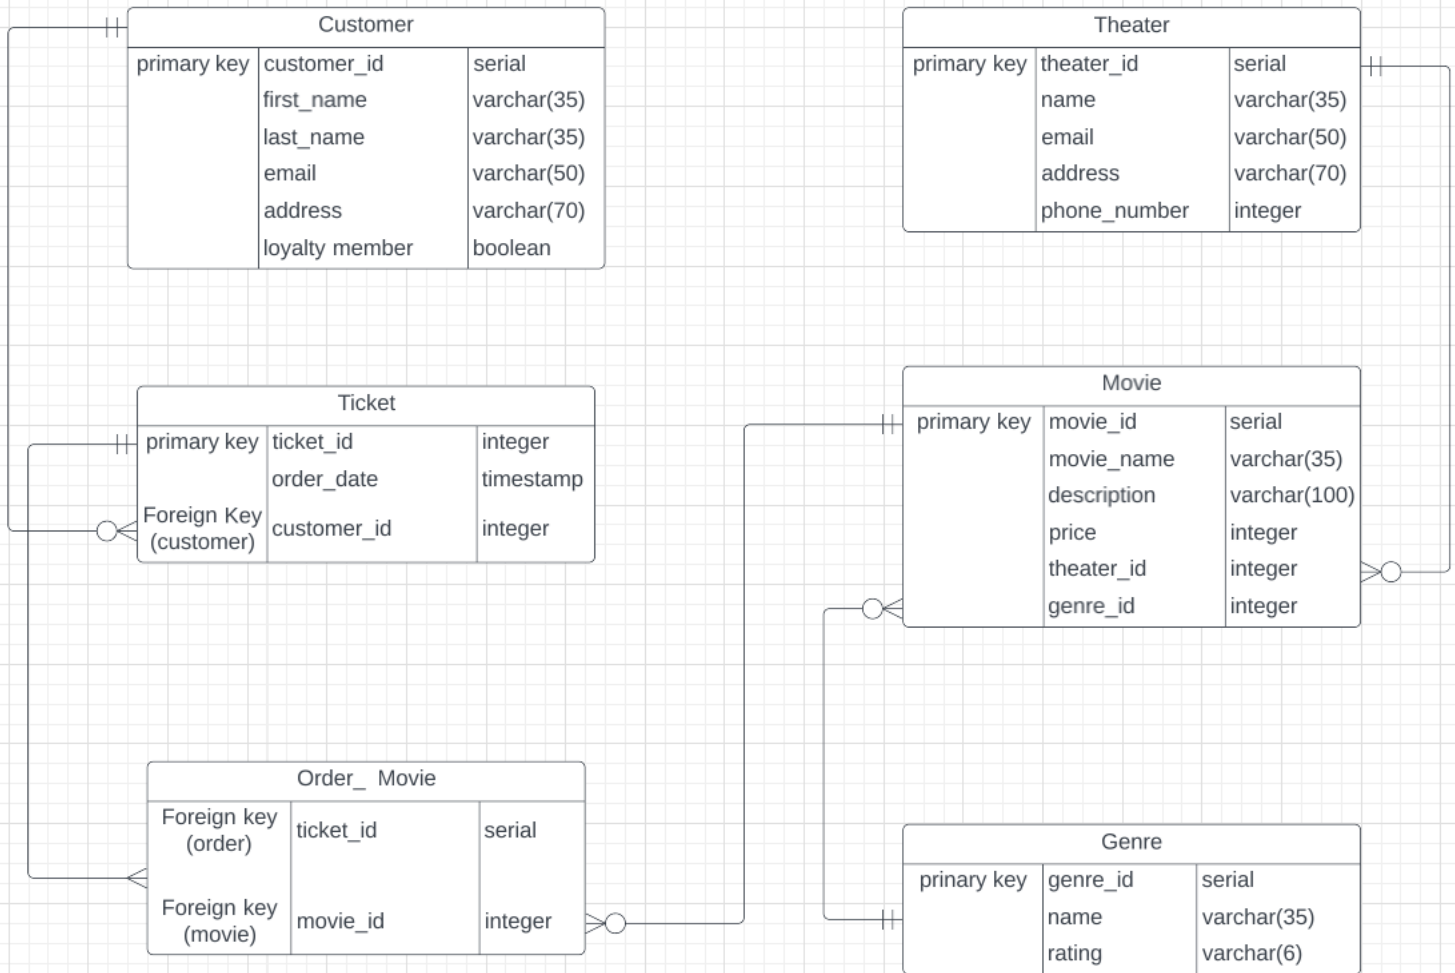 Customer
primary key customer_id serial
first_name varchar(35)
last_name varchar(35)
email varchar(50)
address varchar(70)
loyalty member boolean
Theater
primary key theater_id serial
name varchar(35)
email varchar(50)
address varchar(70)
phone_number integer
Ticket
primary key ticket_id integer
order_date timestamp
Foreign Key
(customer) customer_id integer
Movie
primary key movie_id serial
movie_name varchar(35)
description varchar(100)
price integer
theater_id integer
genre_id integer
Order_ Movie
Foreign key
(order) ticket_id serial
Foreign key
(movie) movie_id integer
Genre
prinary key genre_id serial
name varchar(35)
rating varchar(6)